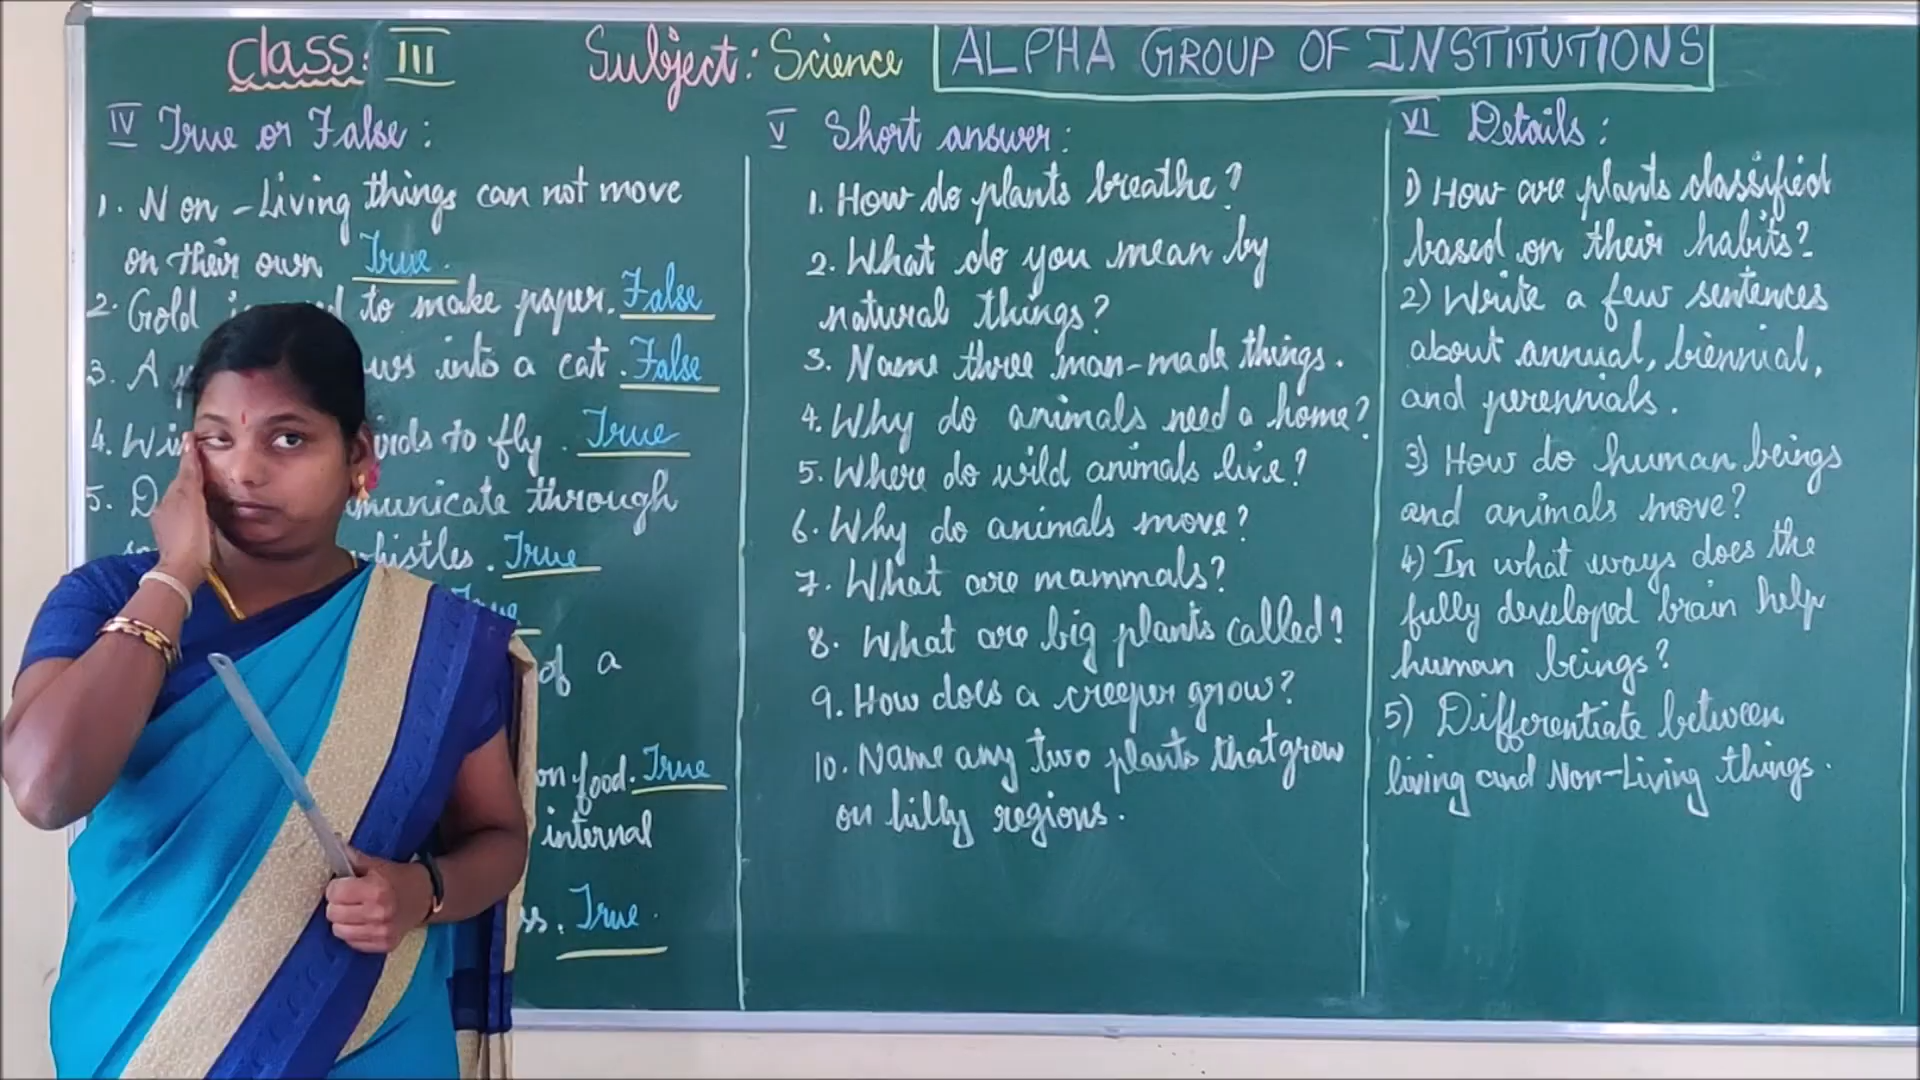 Class: III
Subject: Science
ALPHA GROUP OF INSTITUTIONS
IV True or False:
1. Non-Living things can not move
on their own True.
2. Gold to make paper. False
3. A into a cat. False
4. to fly. True
5. through
True
True
of a
on food. True
internal
True.
V Short answer:
1. How do plants breathe?
2. What do you mean by
natural things?
3. Name three man-made things.
4. Why do animals need a home?
5. Where do wild animals live?
6. Why do animals move?
7. What are mammals?
8. What are big plants called?
9. How does a creeper grow?
10. Name any two plants that grow
on hilly regions.
VI Details:
1) How are plants classified
based on their habits?
2) Write a few sentences
about annual, biennial,
and perennials.
3) How do human beings
and animals move?
4) In what ways does the
fully developed brain help
human beings?
5) Differentiate between
living and Non-Living things.